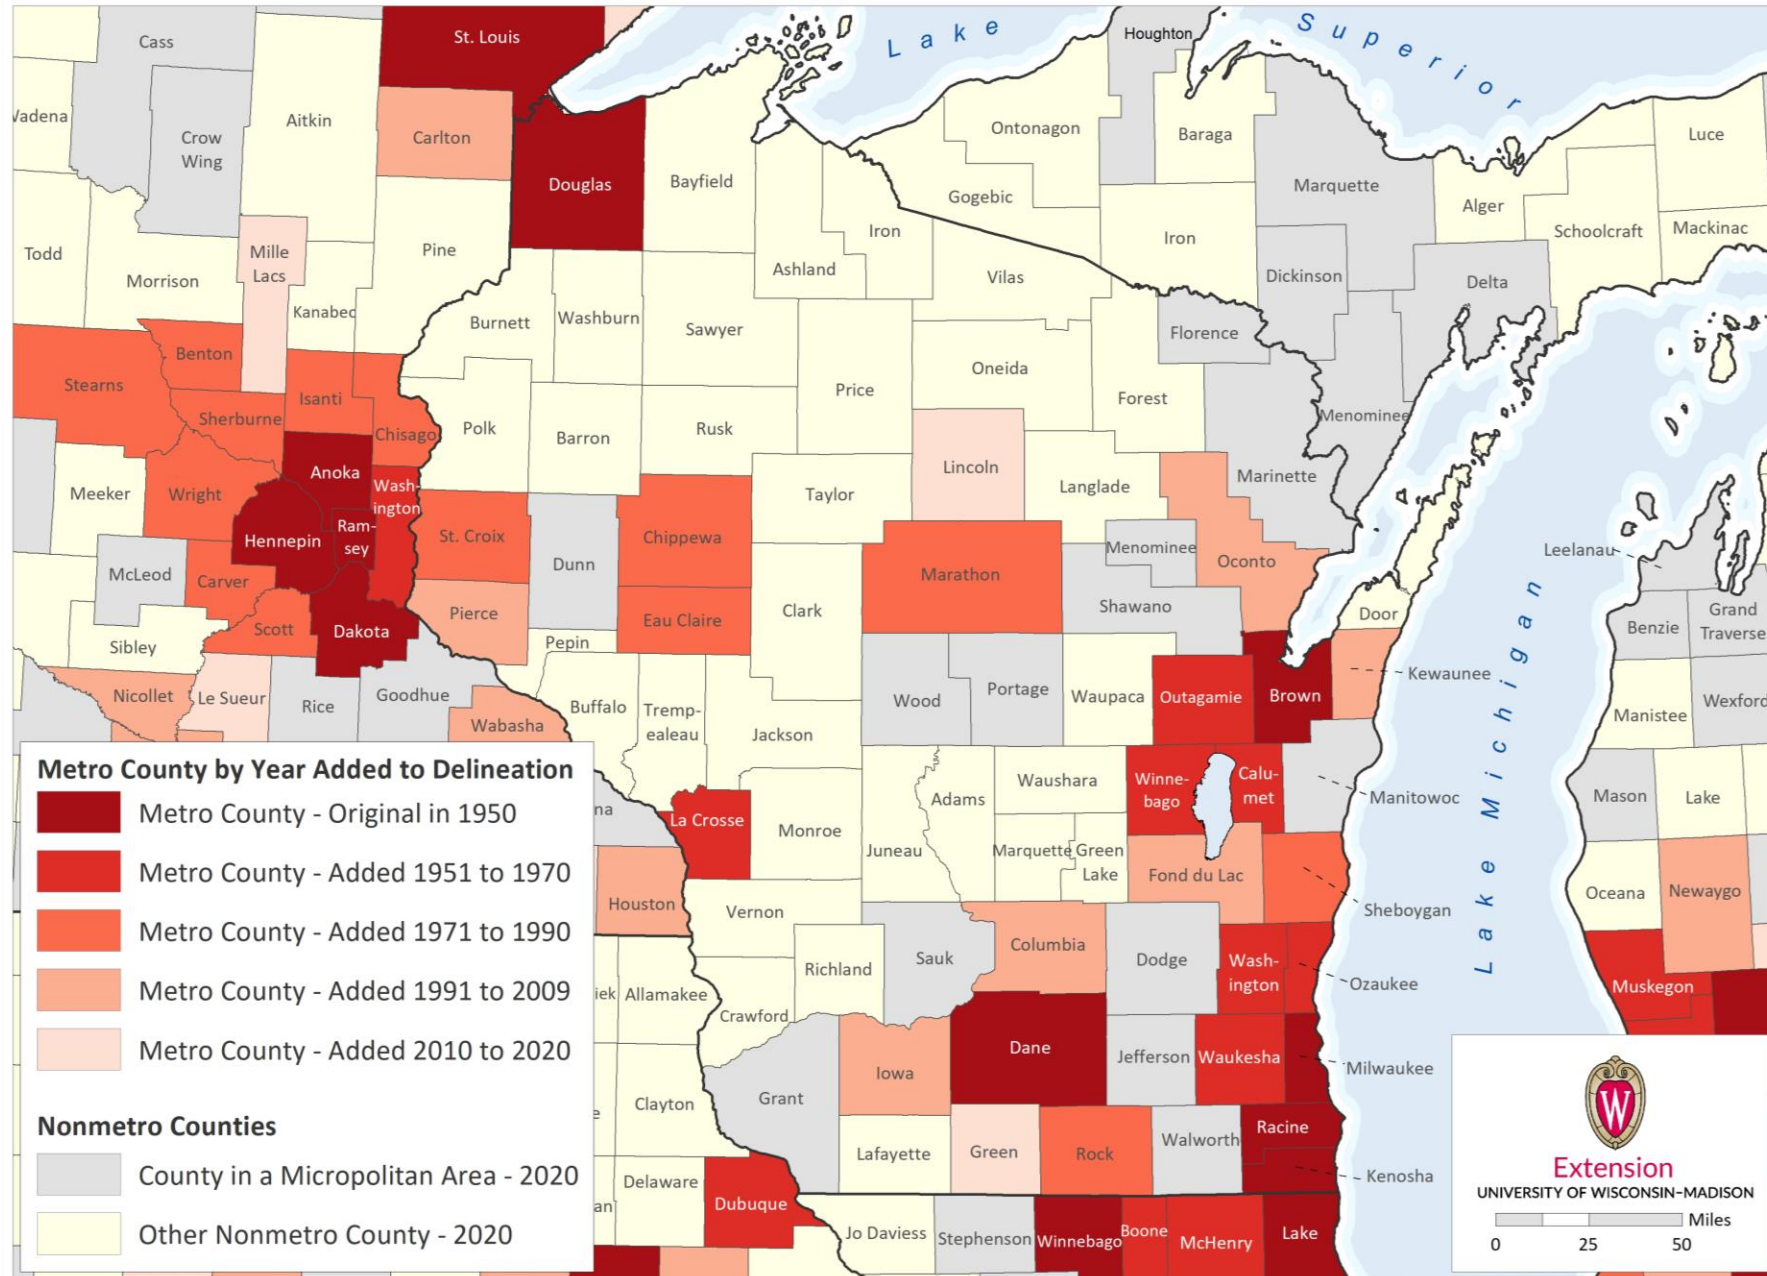 Cass
St. Louis
Lake
Superior
Houghton
Wadena
Crow
Wing
Aitkin
Carlton
Douglas
Bayfield
Ontonagon
Baraga
Luce
Marquette
Gogebic
Alger
Todd
Mille
Lacs
Pine
Iron
Iron
Schoolcraft
Mackinac
Morrison
Ashland
Vilas
Dickinson
Delta
Kanabec
Burnett
Washburn
Sawyer
Florence
Benton
Stearns
Isanti
Oneida
Price
Forest
Sherburne
Chisago
Polk
Barron
Rusk
Menominee
Anoka
Lincoln
Marinette
Meeker
Wright
Wash-
ington
Taylor
Langlade
Hennepin
Ram-
sey
St. Croix
Chippewa
Menominee
Leelanau
McLeod
Carver
Dunn
Marathon
Oconto
Lake Michigan
Pierce
Clark
Shawano
Door
Grand
Traverse
Benzie
Scott
Dakota
Eau Claire
Sibley
Pepin
Kewaunee
Nicollet
Le Sueur
Rice
Goodhue
Wabasha
Buffalo
Tremp-
ealeau
Jackson
Wood
Portage
Waupaca
Outagamie
Brown
Manistee
Wexford
Waushara
Winne-
bago
Calu-
met
Manitowoc
Mason
Lake
Adams
na
La Crosse
Monroe
Juneau
Marquette
Green
Lake
Fond du Lac
Sheboygan
Oceana
Newaygo
Houston
Vernon
Columbia
Richland
Sauk
Dodge
Wash-
ington
Ozaukee
Muskegon
iek
Allamakee
Crawford
Dane
Jefferson
Waukesha
Milwaukee
Iowa
Clayton
Grant
e
Lafayette
Green
Rock
Walworth
Racine
Kenosha
Delaware
an
Dubuque
Jo Daviess
Stephenson
Winnebago
Boone
McHenry
Lake
Metro County by Year Added to Delineation
Metro County - Original in 1950
Metro County - Added 1951 to 1970
Metro County - Added 1971 to 1990
Metro County - Added 1991 to 2009
Metro County - Added 2010 to 2020
Nonmetro Counties
County in a Micropolitan Area - 2020
Other Nonmetro County - 2020
W
Extension
UNIVERSITY OF WISCONSIN–MADISON
Miles
0 25 50